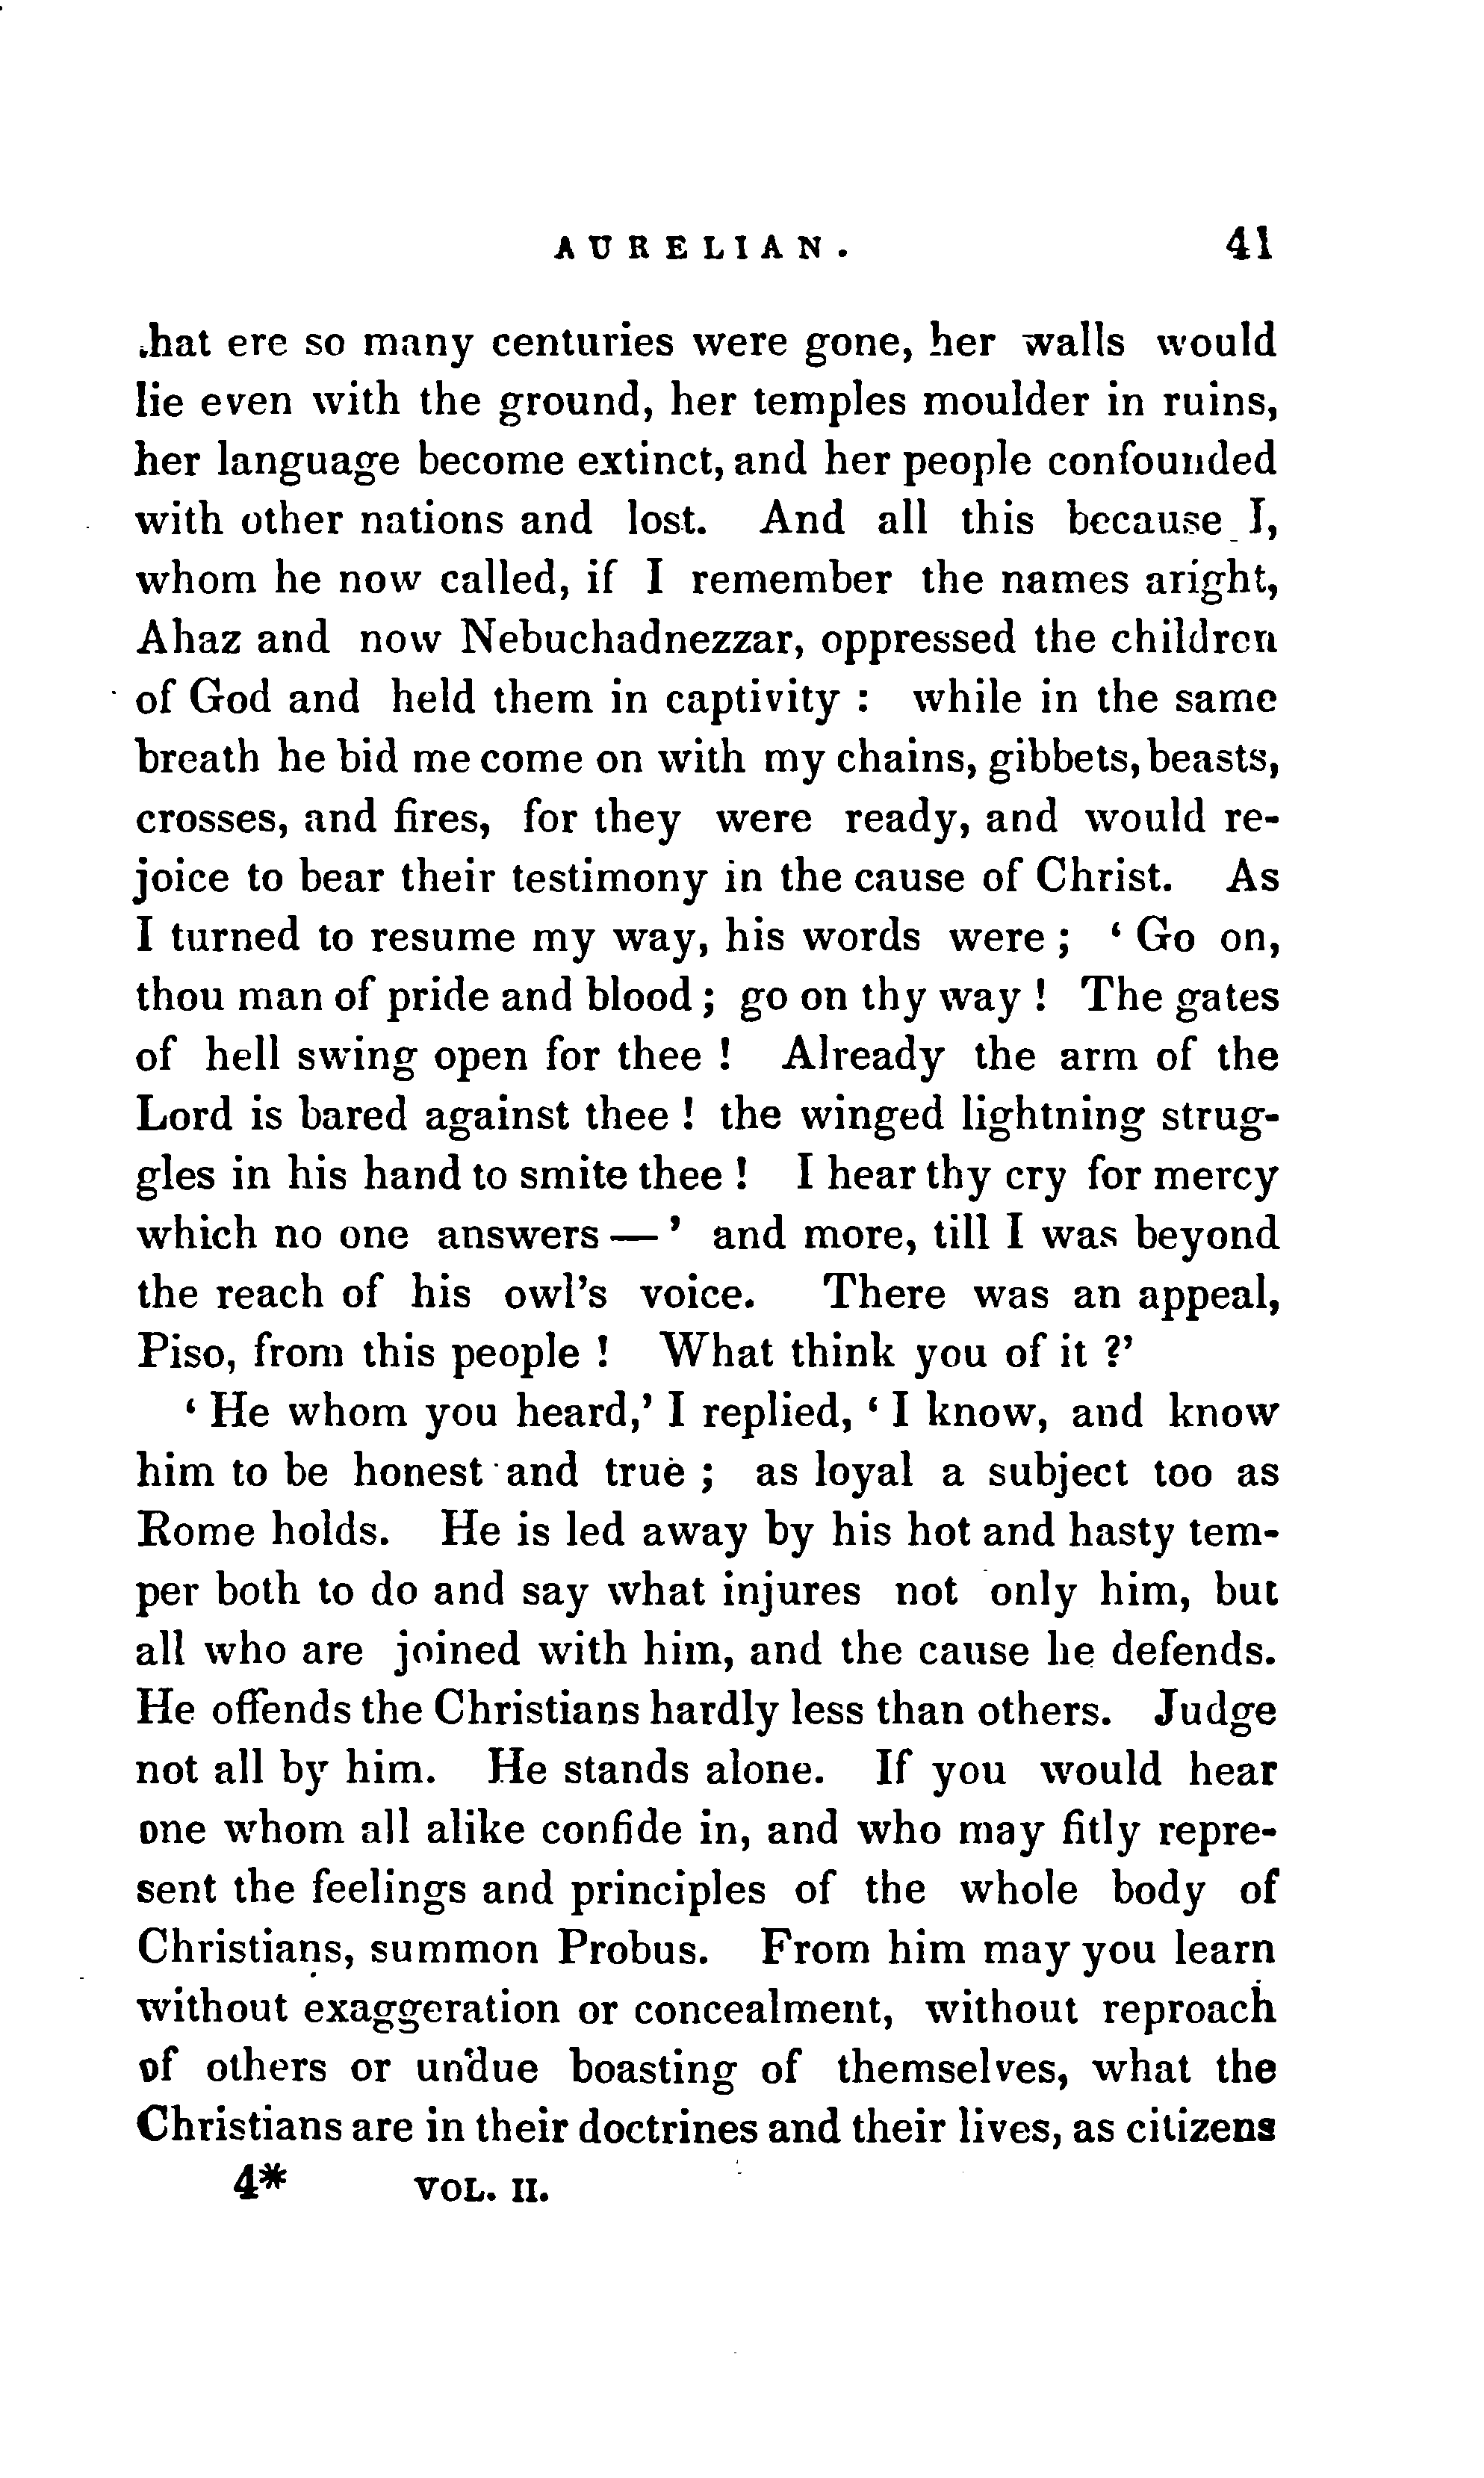 AURELIAN. 41
that ere so many centuries were gone, her walls would
lie even with the ground, her temples moulder in ruins,
her language become extinct, and her people confounded
with other nations and lost. And all this because I,
whom he now called, if I remember the names aright,
Ahaz and now Nebuchadnezzar, oppressed the children
of God and held them in captivity : while in the same
breath he bid me come on with my chains, gibbets, beasts,
crosses, and fires, for they were ready, and would re-
joice to bear their testimony in the cause of Christ. As
I turned to resume my way, his words were ; ‘ Go on,
thou man of pride and blood ; go on thy way ! The gates
of hell swing open for thee ! Already the arm of the
Lord is bared against thee ! the winged lightning strug-
gles in his hand to smite thee ! I hear thy cry for mercy
which no one answers — ’ and more, till I was beyond
the reach of his owl's voice. There was an appeal,
Piso, from this people ! What think you of it ?’
‘ He whom you heard,’ I replied, ‘ I know, and know
him to be honest and true ; as loyal a subject too as
Rome holds. He is led away by his hot and hasty tem-
per both to do and say what injures not only him, but
all who are joined with him, and the cause he defends.
He offends the Christians hardly less than others. Judge
not all by him. He stands alone. If you would hear
one whom all alike confide in, and who may fitly repre-
sent the feelings and principles of the whole body of
Christians, summon Probus. From him may you learn
without exaggeration or concealment, without reproach
of others or undue boasting of themselves, what the
Christians are in their doctrines and their lives, as citizens
4* VOL. II.